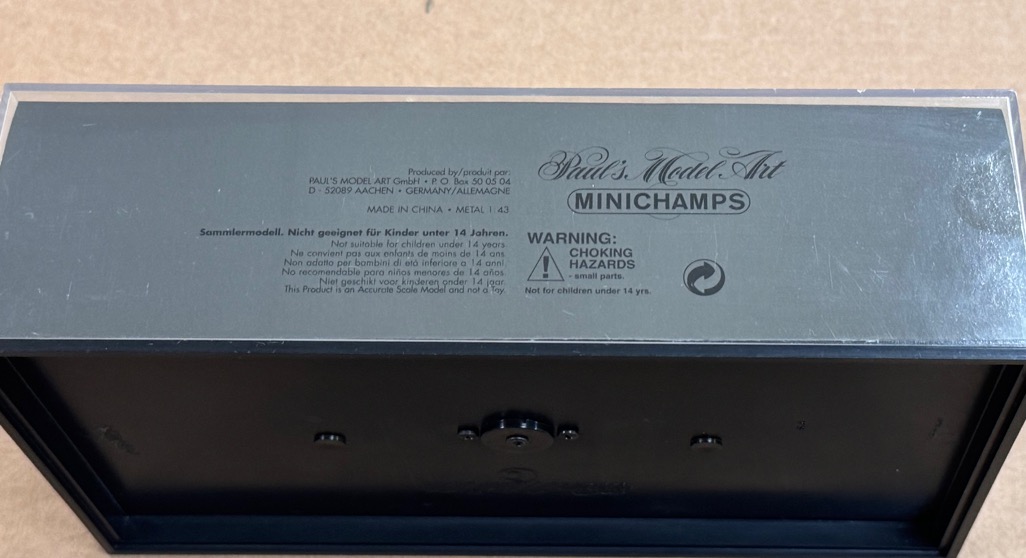 Produced by/produit par:
PAUL'S MODEL ART GmbH • P. O. Box 50 05 04
D - 52089 AACHEN • GERMANY/ALLEMAGNE
MADE IN CHINA • METAL 1:43
Sammlermodell. Nicht geeignet für Kinder unter 14 Jahren.
Not suitable for children under 14 years.
Ne convient pas aux enfants de moins de 14 ans.
Non adatto per bambini di età inferiore a 14 anni.
No recomendable para niños menores de 14 años.
Niet geschikt voor kinderen onder 14 jaar.
This Product is an Accurate Scale Model and not a Toy.
Paul's Model Art
MINICHAMPS
WARNING:
CHOKING
HAZARDS
- small parts.
Not for children under 14 yrs.